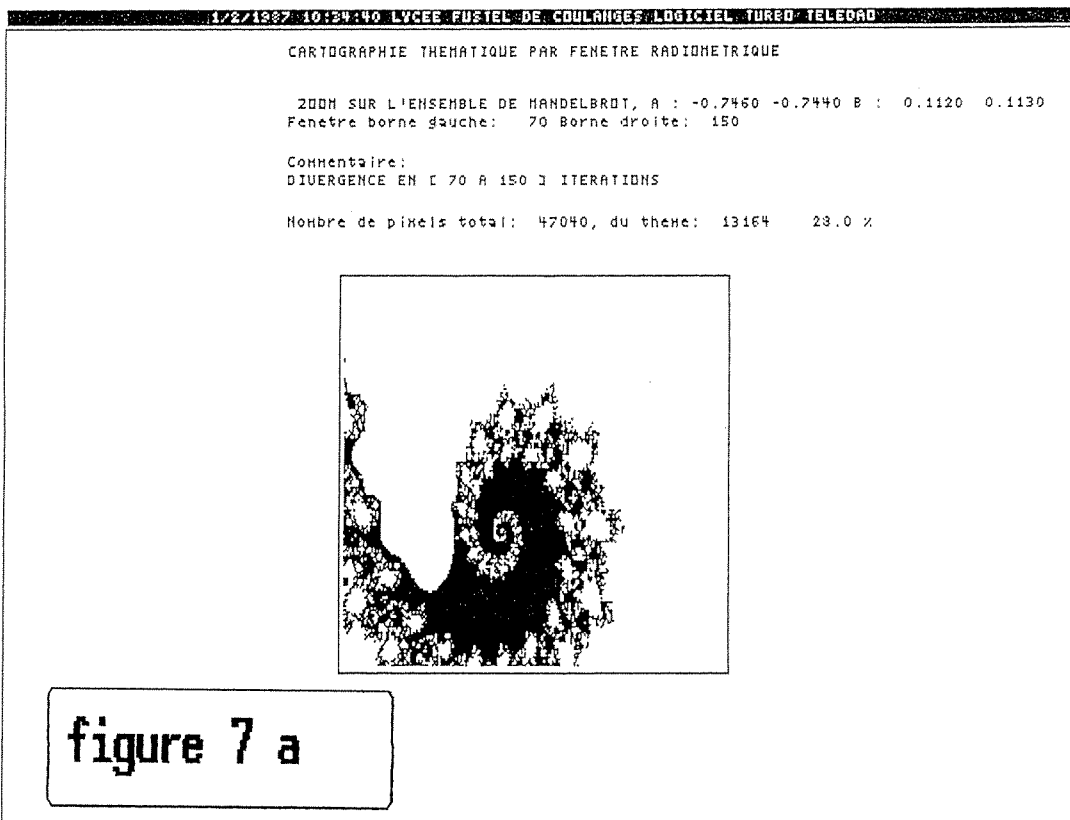 1/2/1987 10:34:40 LYCEE FUSTEL DE COULANGES LOGICIEL TURBO TELEDAO
CARTOGRAPHIE THEMATIQUE PAR FENETRE RADIOMETRIQUE
ZOOM SUR L'ENSEMBLE DE MANDELBROT, A : -0.7460 -0.7440 B : 0.1120 0.1130
Fenetre borne gauche: 70 Borne droite: 150
Commentaire:
DIVERGENCE EN [ 70 A 150 ] ITERATIONS
Nombre de pixels total: 47040, du theme: 13164 28.0 %
figure 7 a